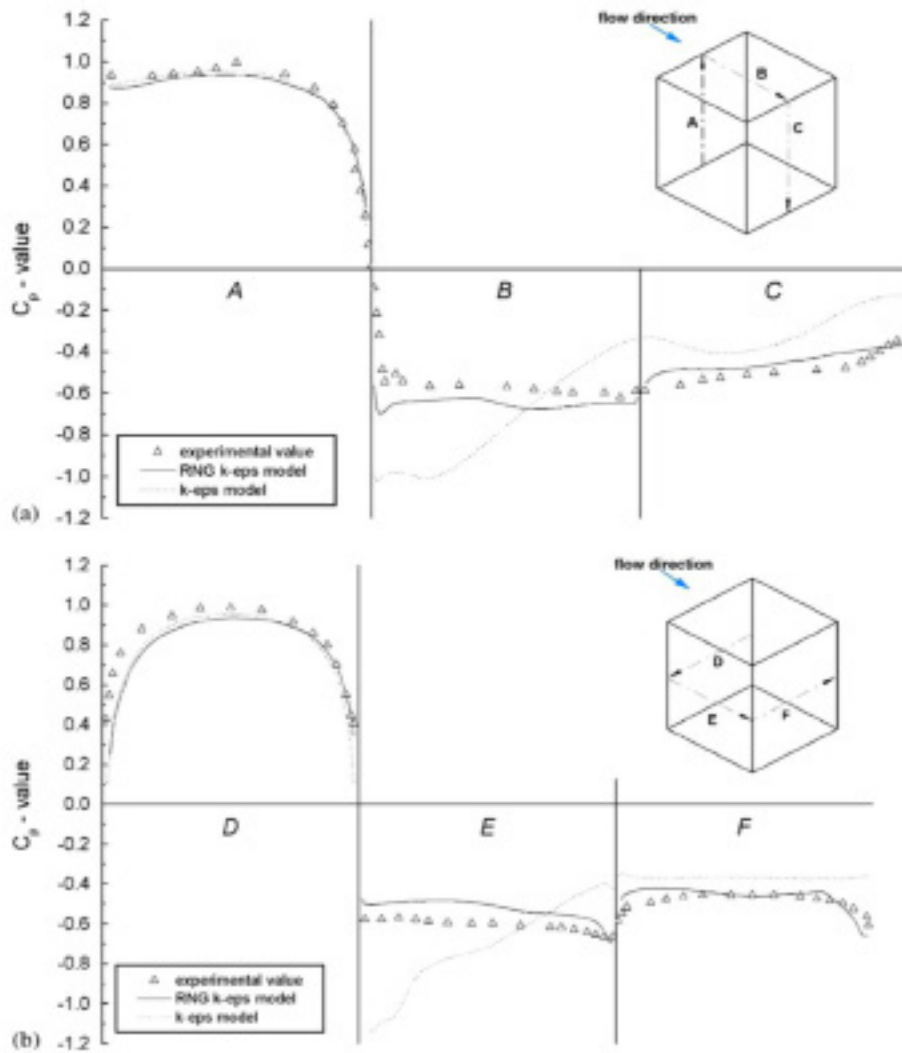 1.2
1.0
0.8
0.6
0.4
0.2
0.0
-0.2
-0.4
-0.6
-0.8
-1.0
-1.2
Cp - value
(a)
flow direction
A
B
C
A
B
C
experimental value
RNG k-eps model
k-eps model
1.2
1.0
0.8
0.6
0.4
0.2
0.0
-0.2
-0.4
-0.6
-0.8
-1.0
-1.2
Cp - value
(b)
flow direction
D
E
F
D
E
F
experimental value
RNG k-eps model
k-eps model